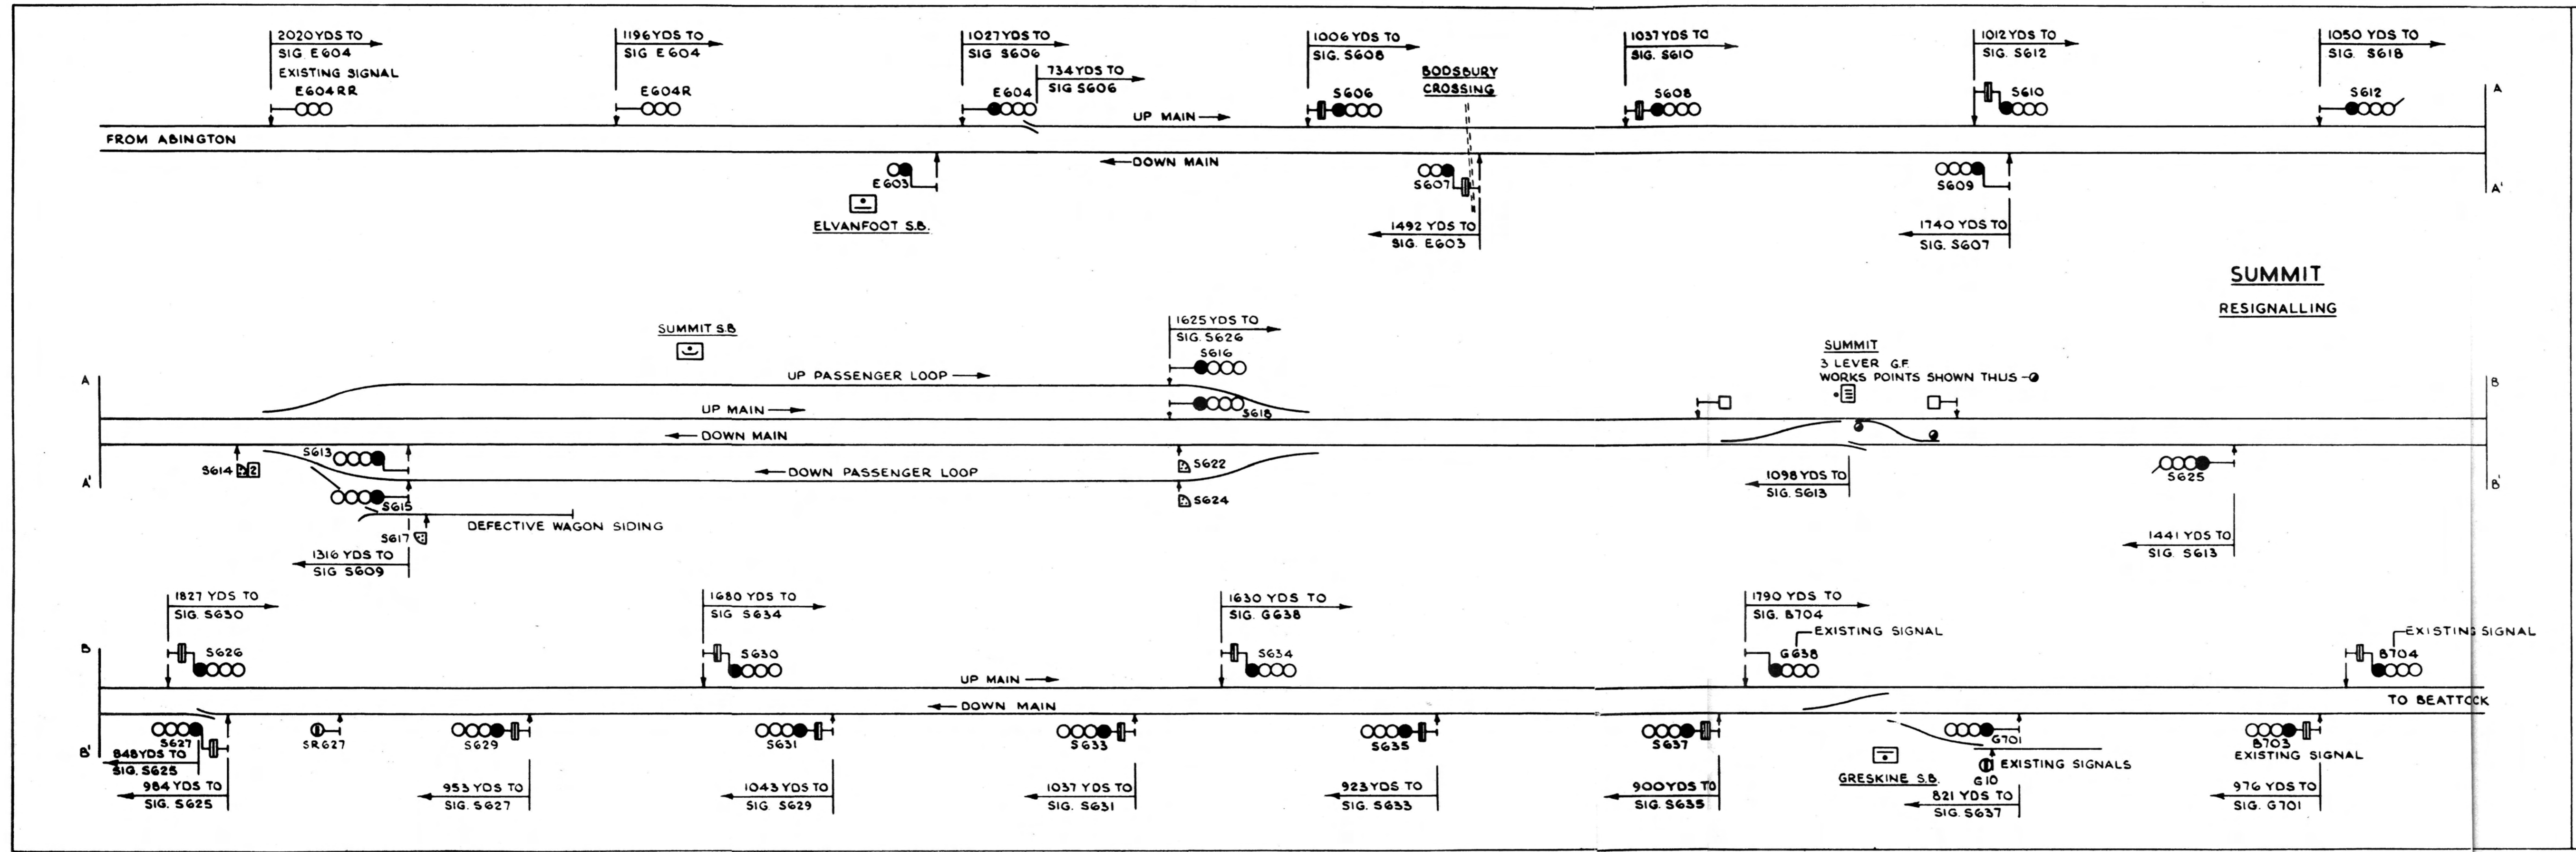 2020 YDS TO
SIG. E604
EXISTING SIGNAL
E604RR
1196 YDS TO
SIG E604
E604R
1027 YDS TO
SIG S606
734 YDS TO
SIG S606
E604
1006 YDS TO
SIG. S608
S606
BODSBURY
CROSSING
1037 YDS TO
SIG. S610
S608
1012 YDS TO
SIG. S612
S610
1050 YDS TO
SIG. S618
S612
A
UP MAIN
FROM ABINGTON
DOWN MAIN
E603
ELVANFOOT S.B.
S607
1492 YDS TO
SIG. E603
S609
1740 YDS TO
SIG. S607
A'
SUMMIT
RESIGNALLING
SUMMIT S.B
1625 YDS TO
SIG. S626
S616
SUMMIT
3 LEVER G.F.
WORKS POINTS SHOWN THUS
A
UP PASSENGER LOOP
B
UP MAIN
S618
DOWN MAIN
S613
S614
2
DOWN PASSENGER LOOP
S622
S624
A'
S615
DEFECTIVE WAGON SIDING
S617
1316 YDS TO
SIG S609
1098 YDS TO
SIG. S613
S625
1441 YDS TO
SIG. S613
B'
1827 YDS TO
SIG. S630
S626
1680 YDS TO
SIG S634
S630
1630 YDS TO
SIG. G638
S634
1790 YDS TO
SIG. B704
EXISTING SIGNAL
G638
EXISTING SIGNAL
B704
B
UP MAIN
DOWN MAIN
TO BEATTOCK
S627
SR627
S629
S631
S633
S635
S637
G701
B703
EXISTING SIGNAL
B'
848 YDS TO
SIG. S625
984 YDS TO
SIG. S625
953 YDS TO
SIG. S627
1043 YDS TO
SIG. S629
1037 YDS TO
SIG. S631
923 YDS TO
SIG. S633
900 YDS TO
SIG. S635
GRESKINE S.B.
G10
EXISTING SIGNALS
821 YDS TO
SIG. S637
976 YDS TO
SIG. G701